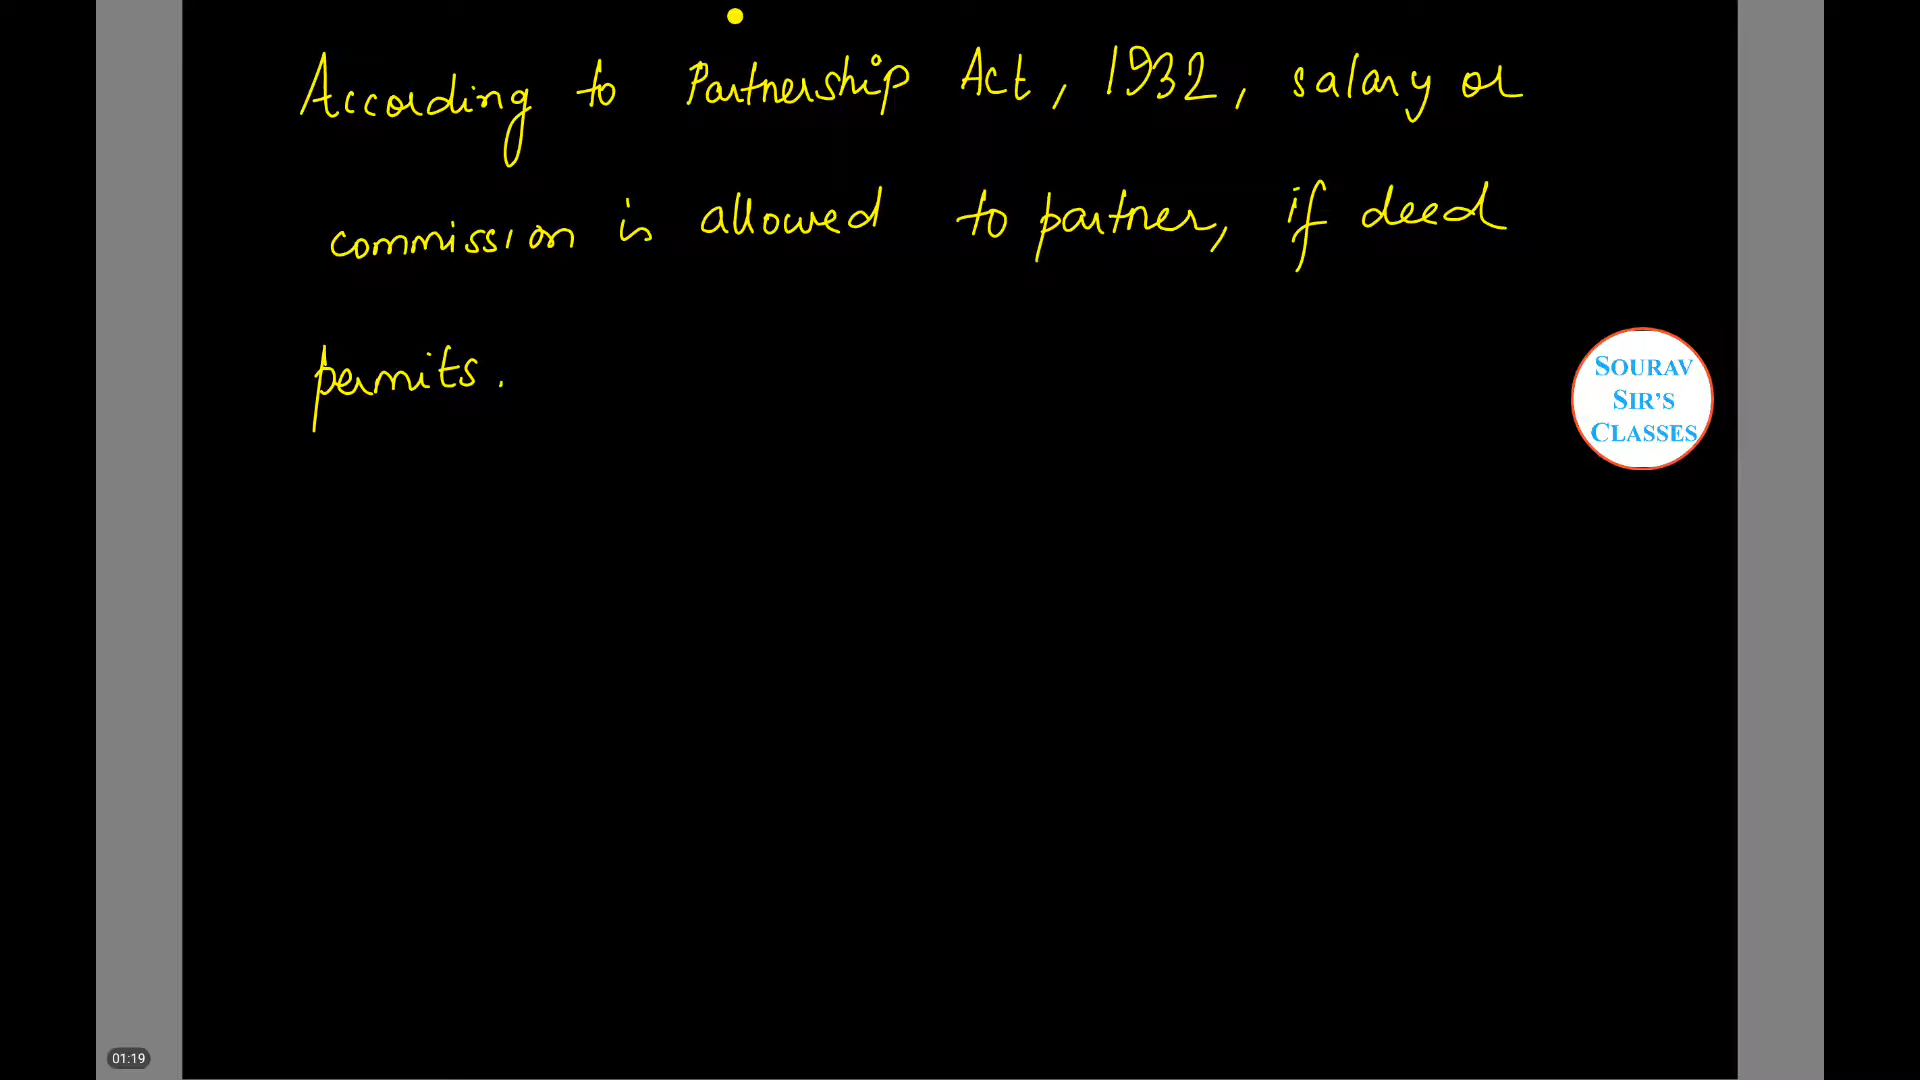 According to Partnership Act, 1932, salary or
commission is allowed to partner, if deed
permits.
SOURAV
SIR'S
CLASSES
01:19